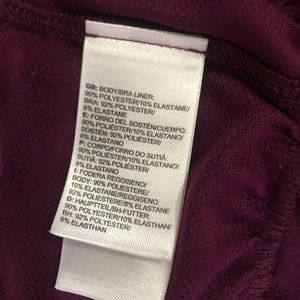 GB: BODY/BRA LINER:
90% POLYESTER/10% ELASTANE/
BRA: 92% POLYESTER/
8% ELASTANE
E: FORRO DEL SOSTÉN/CUERPO:
90% POLIÉSTER/10% ELASTANO/
SOSTÉN: 92% POLIÉSTER/
8% ELASTANO
P: CORPO/FORRO DO SUTIÃ:
90% POLIÉSTER/10% ELASTANO/
SUTIÃ: 92% POLIÉSTER/
8% ELASTANO
I: FODERA REGGISENO/
BODY: 90% POLIESTERE/
10% ELASTANE/REGGISENO:
92% POLIESTERE/8% ELASTANE
D: HAUPTTEIL/BH-FUTTER:
90% POLYESTER/10% ELASTHAN/
BH: 92% POLYESTER/
8% ELASTHAN